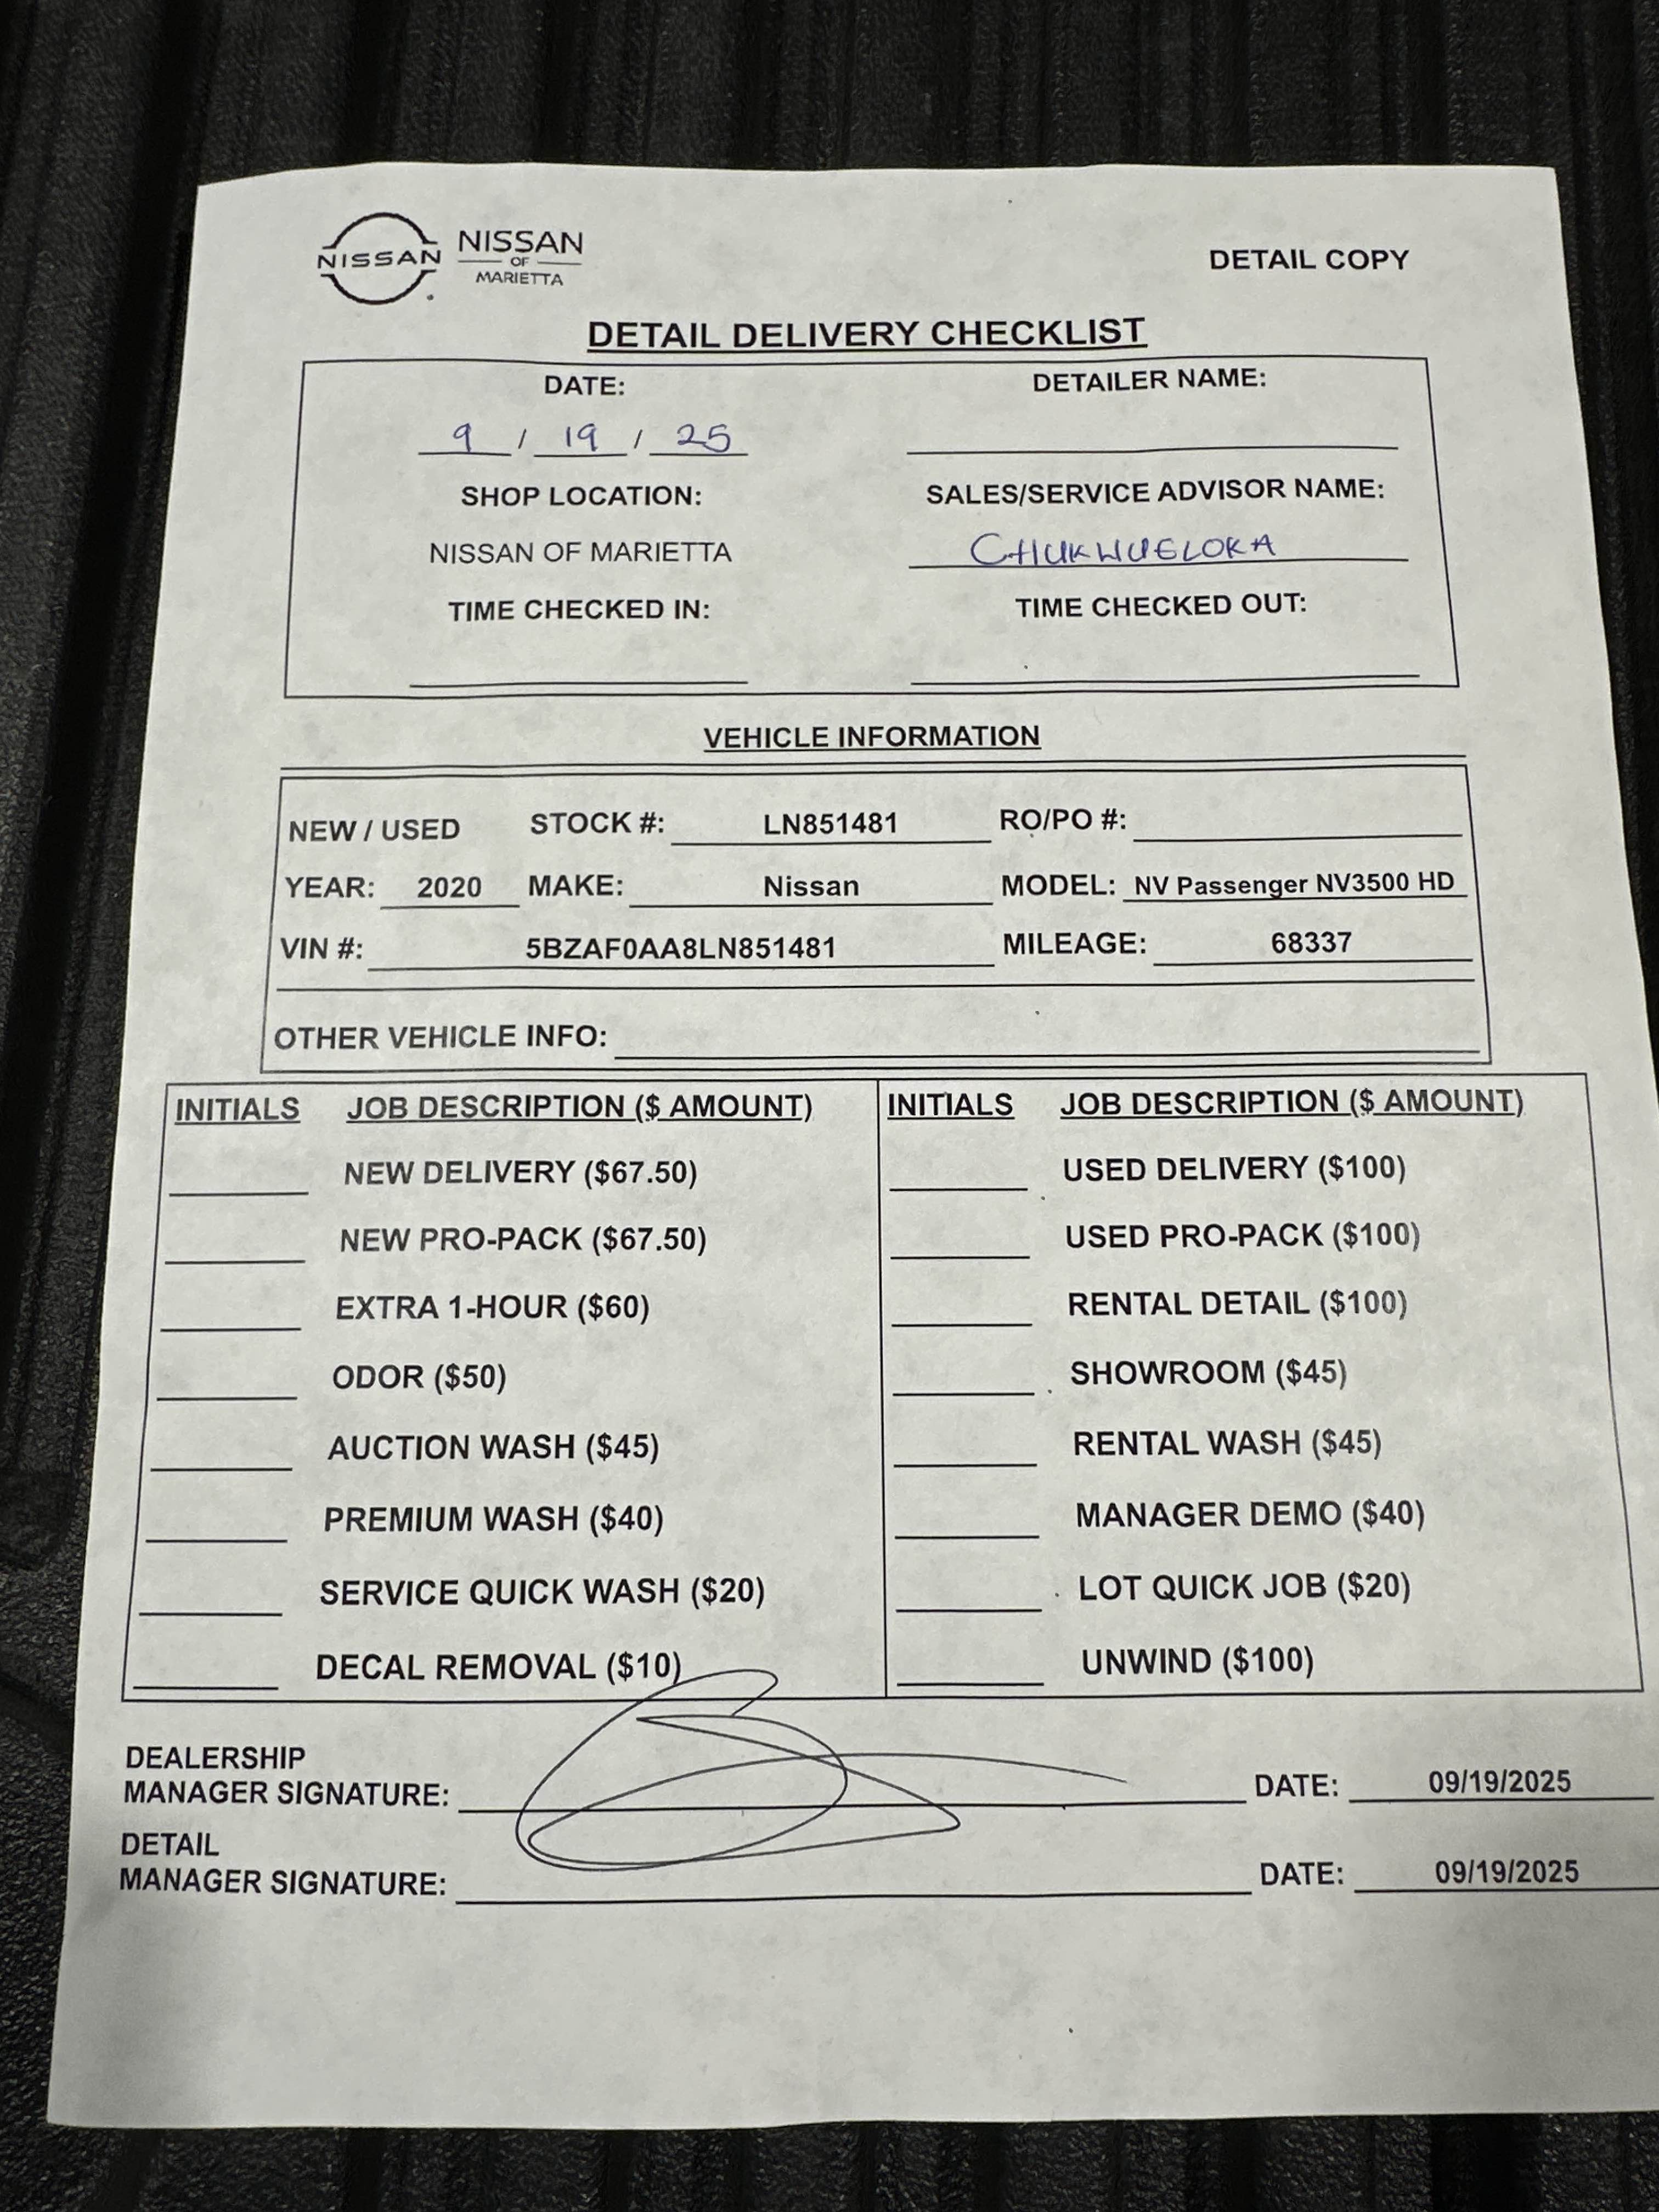 NISSAN
NISSAN
OF
MARIETTA
DETAIL COPY
DETAIL DELIVERY CHECKLIST
DATE: DETAILER NAME:
9 / 19 / 25
SHOP LOCATION: SALES/SERVICE ADVISOR NAME:
NISSAN OF MARIETTA CHUKWUELOKA
TIME CHECKED IN: TIME CHECKED OUT:
VEHICLE INFORMATION
NEW / USED STOCK #: LN851481 RO/PO #:
YEAR: 2020 MAKE: Nissan MODEL: NV Passenger NV3500 HD
VIN #: 5BZAF0AA8LN851481 MILEAGE: 68337
OTHER VEHICLE INFO:
INITIALS JOB DESCRIPTION ($ AMOUNT) INITIALS JOB DESCRIPTION ($ AMOUNT)
NEW DELIVERY ($67.50) USED DELIVERY ($100)
NEW PRO-PACK ($67.50) USED PRO-PACK ($100)
EXTRA 1-HOUR ($60) RENTAL DETAIL ($100)
ODOR ($50) SHOWROOM ($45)
AUCTION WASH ($45) RENTAL WASH ($45)
PREMIUM WASH ($40) MANAGER DEMO ($40)
SERVICE QUICK WASH ($20) LOT QUICK JOB ($20)
DECAL REMOVAL ($10) UNWIND ($100)
DEALERSHIP
MANAGER SIGNATURE: DATE: 09/19/2025
DETAIL
MANAGER SIGNATURE: DATE: 09/19/2025